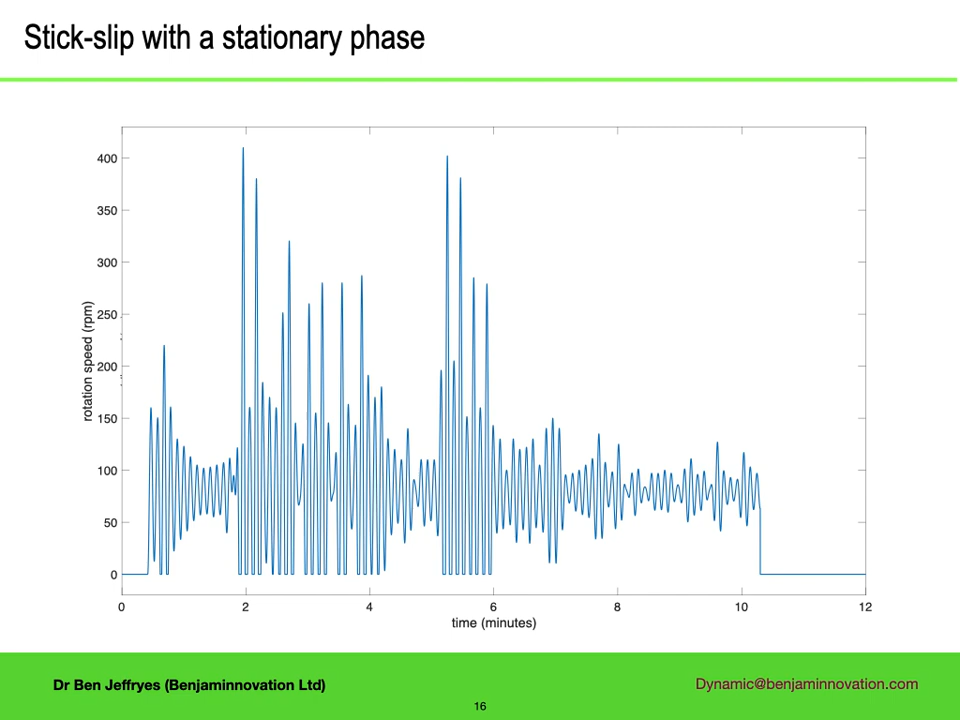 Stick-slip with a stationary phase
400
350
300
250
200
150
100
50
0
rotation speed (rpm)
0 2 4 6 8 10 12
time (minutes)
Dr Ben Jeffryes (Benjaminnovation Ltd)
Dynamic@benjaminnovation.com
16